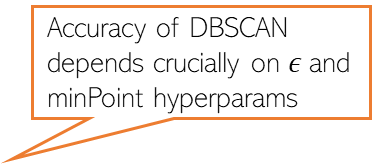 Accuracy of DBSCAN
depends crucially on ϵ and
minPoint hyperparams